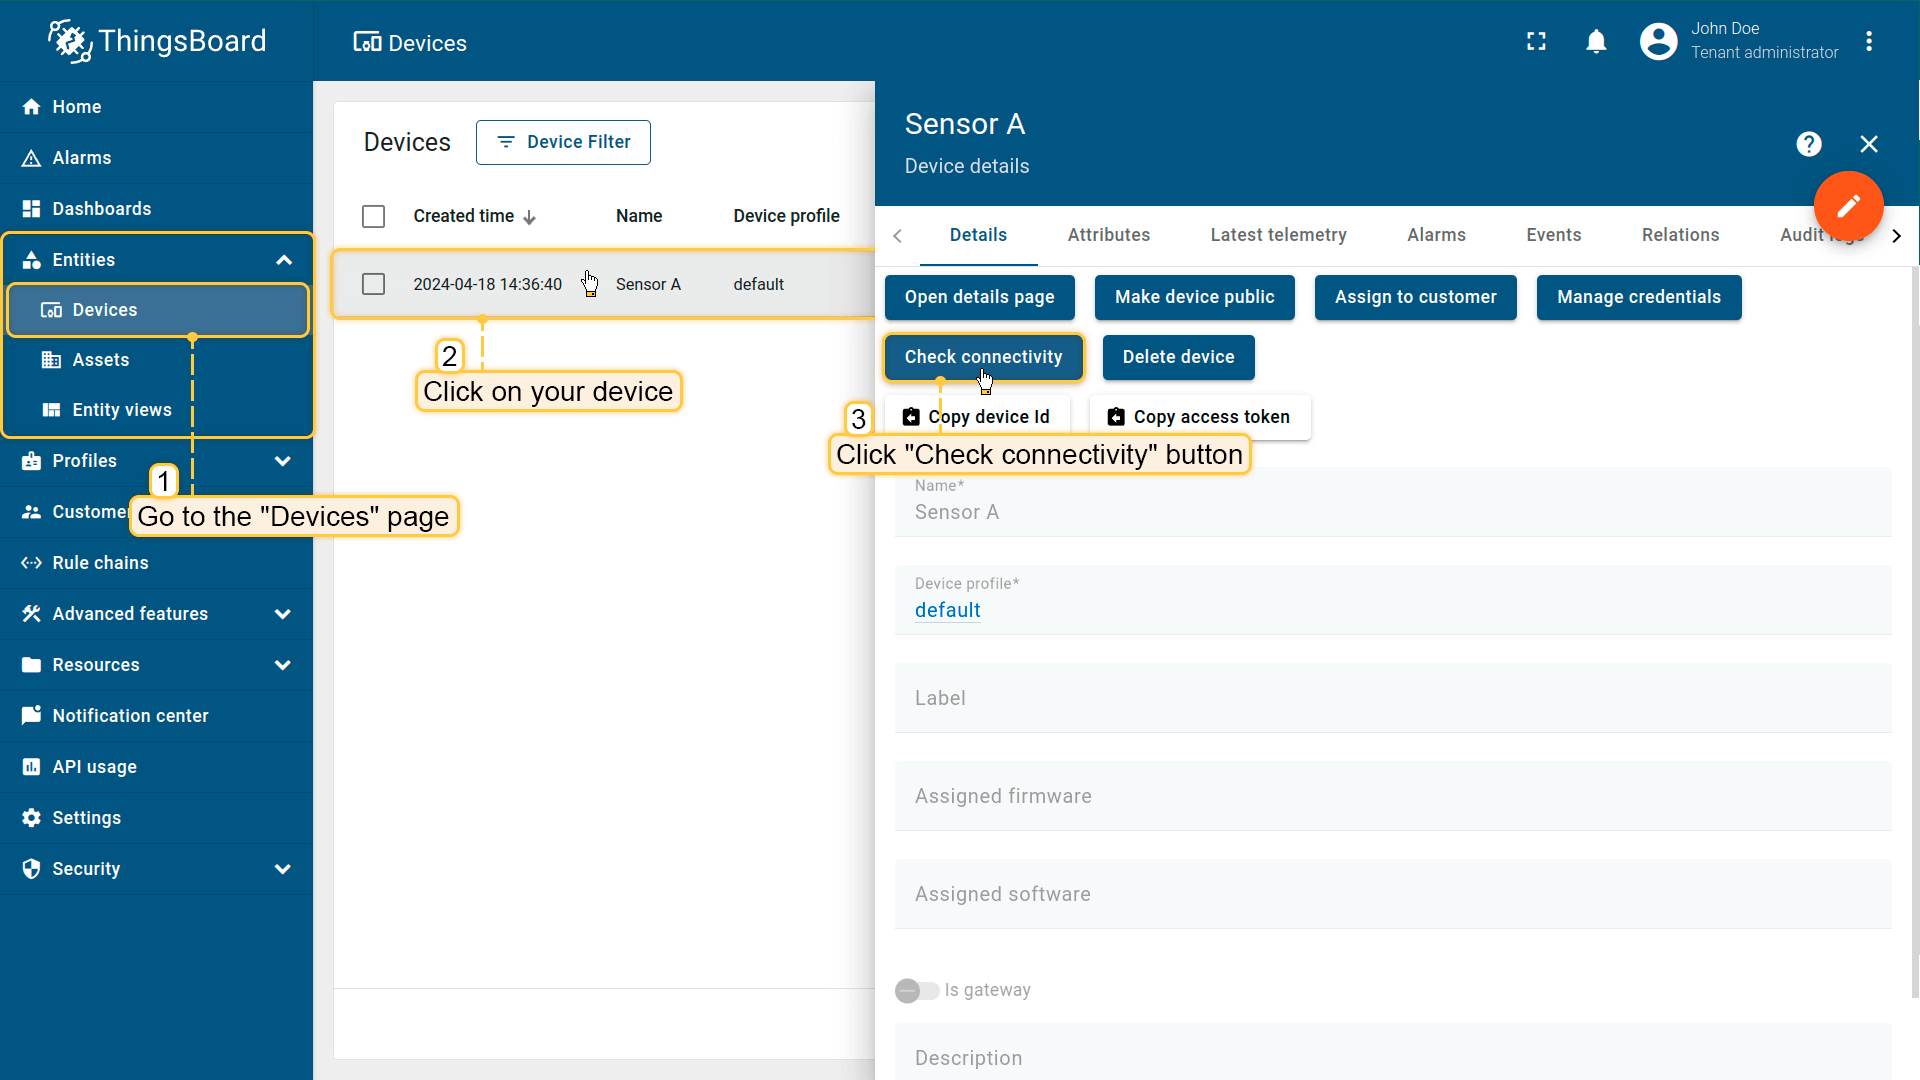 ThingsBoard
Devices
John Doe
Tenant administrator
Home
Alarms
Dashboards
Entities
Devices
Assets
Entity views
Profiles
Rule chains
Advanced features
Resources
Notification center
API usage
Settings
Security
1
Go to the "Devices" page
Devices
Device Filter
Created time Name Device profile
2024-04-18 14:36:40 Sensor A default
2
Click on your device
Sensor A
Device details
?
Details Attributes Latest telemetry Alarms Events Relations Audit
Open details page Make device public Assign to customer Manage credentials
Check connectivity Delete device
Copy device Id Copy access token
3
Click "Check connectivity" button
Name*
Sensor A
Device profile*
default
Label
Assigned firmware
Assigned software
Is gateway
Description